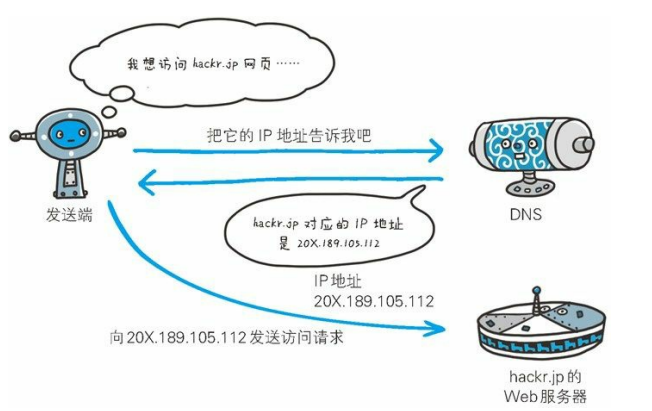 我想访问 hackr.jp 网页……
把它的 IP 地址告诉我吧
发送端
DNS
hackr.jp 对应的 IP 地址
是 20X.189.105.112
IP 地址
20X.189.105.112
向 20X.189.105.112 发送访问请求
hackr.jp 的
Web 服务器